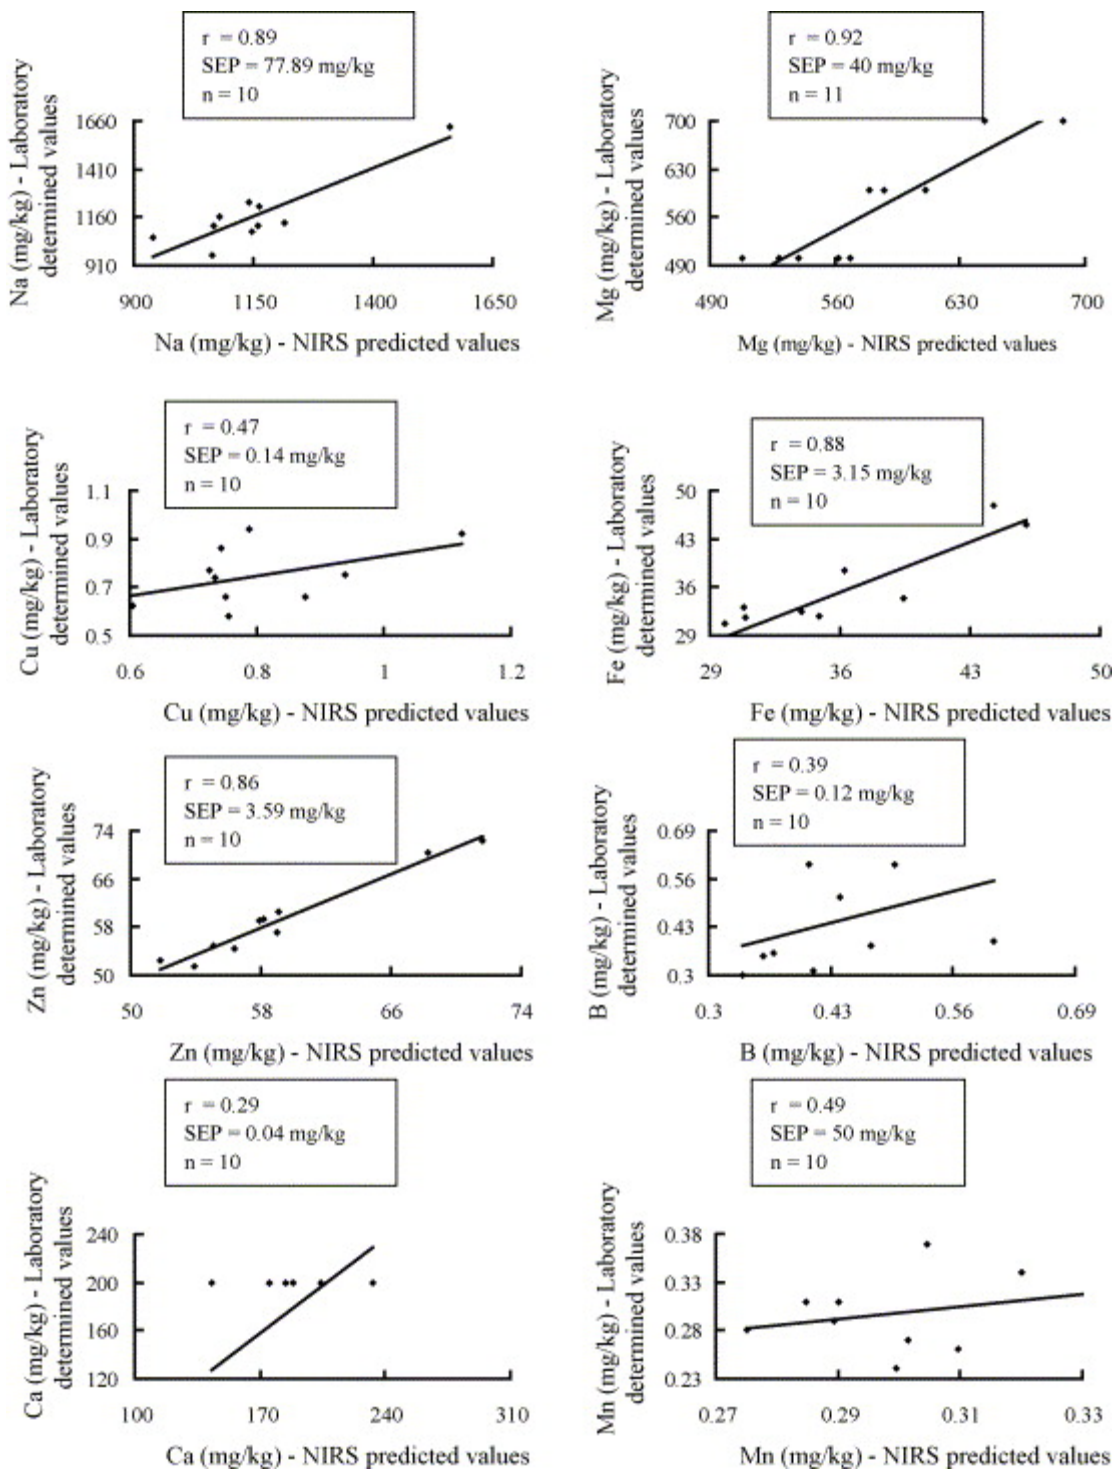 r = 0.89
SEP = 77.89 mg/kg
n = 10
Na (mg/kg) - Laboratory
determined values
1660
1410
1160
910
900 1150 1400 1650
Na (mg/kg) - NIRS predicted values
r = 0.92
SEP = 40 mg/kg
n = 11
Mg (mg/kg) - Laboratory
determined values
700
630
560
490
490 560 630 700
Mg (mg/kg) - NIRS predicted values
r = 0.47
SEP = 0.14 mg/kg
n = 10
Cu (mg/kg) - Laboratory
determined values
1.1
0.9
0.7
0.5
0.6 0.8 1 1.2
Cu (mg/kg) - NIRS predicted values
r = 0.88
SEP = 3.15 mg/kg
n = 10
Fe (mg/kg) - Laboratory
determined values
50
43
36
29
29 36 43 50
Fe (mg/kg) - NIRS predicted values
r = 0.86
SEP = 3.59 mg/kg
n = 10
Zn (mg/kg) - Laboratory
determined values
74
66
58
50
50 58 66 74
Zn (mg/kg) - NIRS predicted values
r = 0.39
SEP = 0.12 mg/kg
n = 10
B (mg/kg) - Laboratory
determined values
0.69
0.56
0.43
0.3
0.3 0.43 0.56 0.69
B (mg/kg) - NIRS predicted values
r = 0.29
SEP = 0.04 mg/kg
n = 10
Ca (mg/kg) - Laboratory
determined values
240
200
160
120
100 170 240 310
Ca (mg/kg) - NIRS predicted values
r = 0.49
SEP = 50 mg/kg
n = 10
Mn (mg/kg) - Laboratory
determined values
0.38
0.33
0.28
0.23
0.27 0.29 0.31 0.33
Mn (mg/kg) - NIRS predicted values